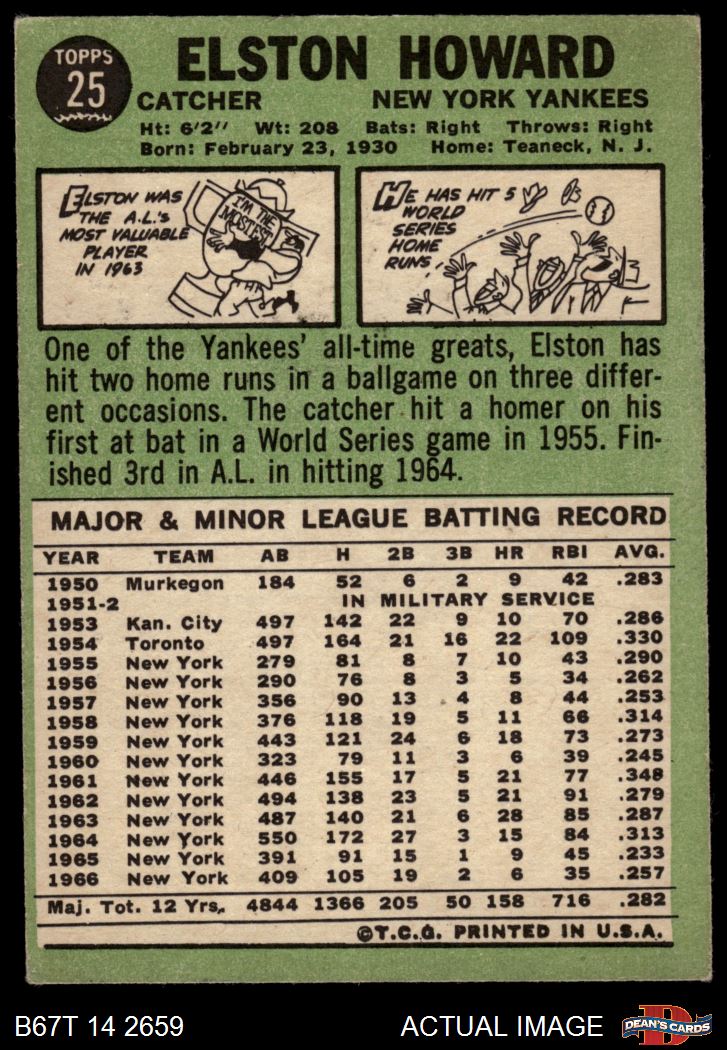 TOPPS
25
ELSTON HOWARD
CATCHER NEW YORK YANKEES
Ht: 6'2" Wt: 208 Bats: Right Throws: Right
Born: February 23, 1930 Home: Teaneck, N. J.
ELSTON WAS
THE A.L.'s
MOST VALUABLE
PLAYER
IN 1963
I'M THE
MOSTEST
HE HAS HIT 5
WORLD
SERIES
HOME
RUNS
One of the Yankees' all-time greats, Elston has
hit two home runs in a ballgame on three differ-
ent occasions. The catcher hit a homer on his
first at bat in a World Series game in 1955. Fin-
ished 3rd in A.L. in hitting 1964.
MAJOR & MINOR LEAGUE BATTING RECORD
YEAR TEAM AB H 2B 3B HR RBI AVG.
1950 Murkegon 184 52 6 2 9 42 .283
1951-2 IN MILITARY SERVICE
1953 Kan. City 497 142 22 9 10 70 .286
1954 Toronto 497 164 21 16 22 109 .330
1955 New York 279 81 8 7 10 43 .290
1956 New York 290 76 8 3 5 34 .262
1957 New York 356 90 13 4 8 44 .253
1958 New York 376 118 19 5 11 66 .314
1959 New York 443 121 24 6 18 73 .273
1960 New York 323 79 11 3 6 39 .245
1961 New York 446 155 17 5 21 77 .348
1962 New York 494 138 23 5 21 91 .279
1963 New York 487 140 21 6 28 85 .287
1964 New York 550 172 27 3 15 84 .313
1965 New York 391 91 15 1 9 45 .233
1966 New York 409 105 19 2 6 35 .257
Maj. Tot. 12 Yrs. 4844 1366 205 50 158 716 .282
©T.C.G. PRINTED IN U.S.A.
B67T 14 2659 ACTUAL IMAGE
DEAN'S CARDS